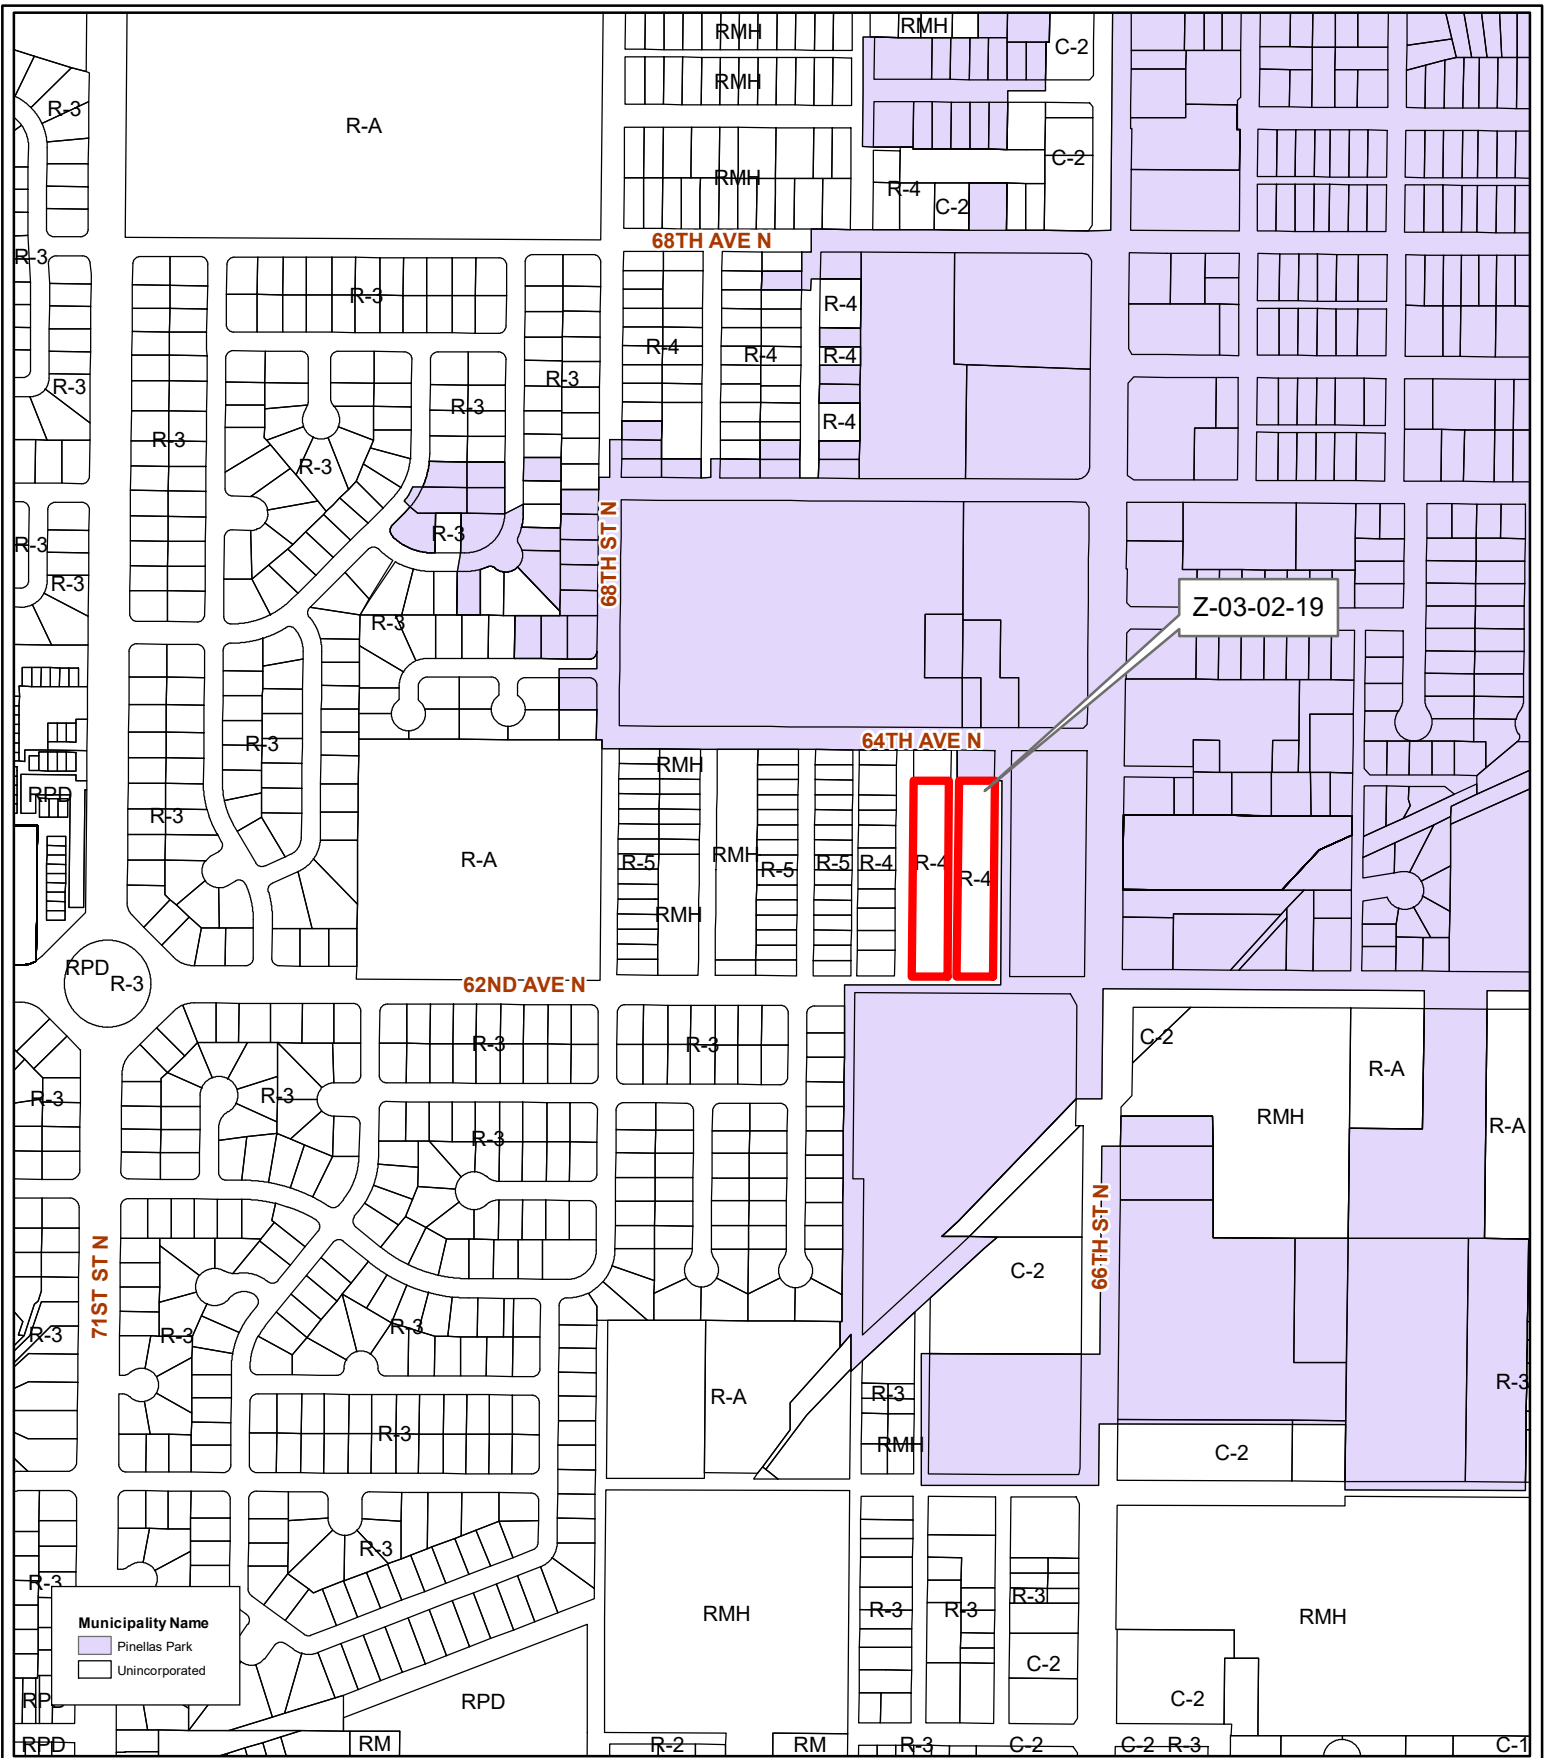 RMH
RMH
C-2
RMH
R-3
R-A
C-2
RMH
R-4
C-2
68TH AVE N
R-3
R-3
R-4
R-4
R-4
R-4
R-3
R-3
R-3
R-4
R-3
R-3
R-3
68TH ST N
R-3
R-3
R-3
Z-03-02-19
R-3
64TH AVE N
R-3
RMH
RPD
R-3
R-A
R-5
RMH
R-5
R-5
R-4
R-4
R-4
RMH
RPD
R-3
62ND AVE N
R-3
R-3
C-2
R-A
R-3
R-3
RMH
R-A
R-3
71ST ST N
66TH ST N
C-2
R-3
R-3
R-3
R-A
R-3
R-3
R-3
RMH
C-2
R-3
R-3
RMH
R-3
R-3
R-3
RMH
C-2
C-2
Municipality Name
Pinellas Park
Unincorporated
RPD
RPD
RPD
RM
R-2
RM
R-3
C-2
C-2
R-3
C-1